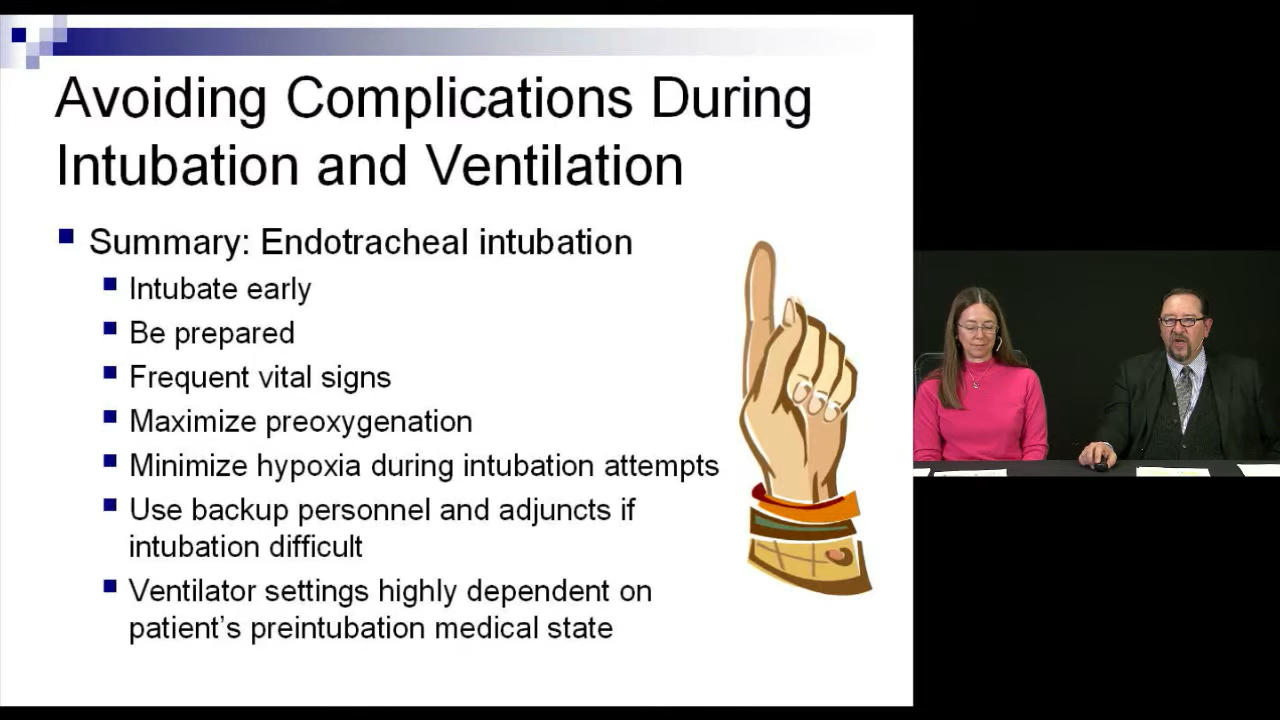 Avoiding Complications During
Intubation and Ventilation
Summary: Endotracheal intubation
Intubate early
Be prepared
Frequent vital signs
Maximize preoxygenation
Minimize hypoxia during intubation attempts
Use backup personnel and adjuncts if
intubation difficult
Ventilator settings highly dependent on
patient's preintubation medical state